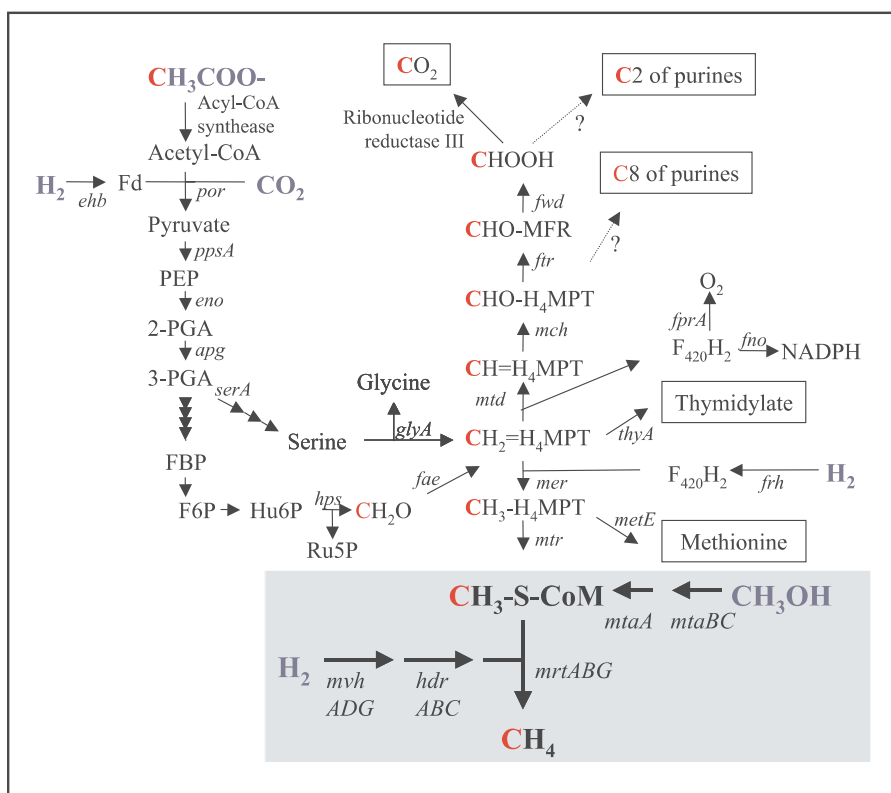 CO₂
C2 of purines
CH₃COO-
Acyl-CoA
synthease
Ribonucleotide
reductase III
?
Acetyl-CoA
CHOOH
C8 of purines
H₂
ehb
Fd
por
CO₂
fwd
Pyruvate
CHO-MFR
?
ppsA
ftr
PEP
O₂
eno
CHO-H₄MPT
fprA
2-PGA
mch
F₄₂₀H₂
fno
NADPH
apg
3-PGA
CH=H₄MPT
serA
Glycine
mtd
Thymidylate
Serine
glyA
CH₂=H₄MPT
thyA
FBP
fae
mer
F₄₂₀H₂
frh
H₂
F6P
Hu6P
hps
CH₂O
CH₃-H₄MPT
metE
Ru5P
mtr
Methionine
CH₃-S-CoM
mtaA
mtaBC
CH₃OH
H₂
mvh
ADG
hdr
ABC
mrtABG
CH₄